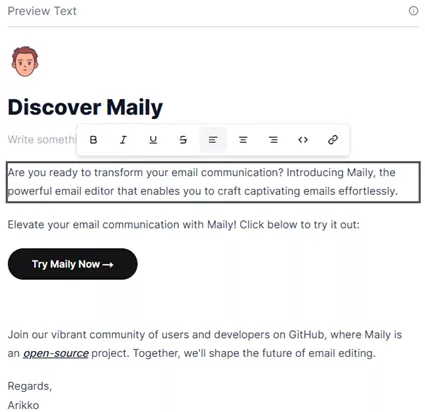 Preview Text
Discover Maily
Write somethi
B I U S
Are you ready to transform your email communication? Introducing Maily, the
powerful email editor that enables you to craft captivating emails effortlessly.
Elevate your email communication with Maily! Click below to try it out:
Try Maily Now →
Join our vibrant community of users and developers on GitHub, where Maily is
an open-source project. Together, we'll shape the future of email editing.
Regards,
Arikko